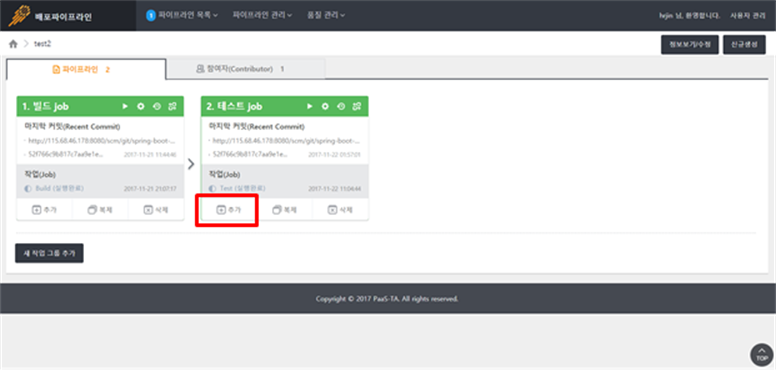 배포파이프라인
1 파이프라인 목록
파이프라인 관리
품질 관리
hrjin 님, 환영합니다.
사용자 관리
test2
정보보기/수정
신규생성
파이프라인 2
참여자(Contributor) 1
1. 빌드 Job
마지막 커밋(Recent Commit)
- http://115.68.46.178:8080/scm/git/spring-boot-...
- 52f766c9b817c7aa9e1e...
2017-11-21 11:44:46
작업(Job)
Build (실행완료)
2017-11-21 21:07:17
추가
복제
삭제
2. 테스트 Job
마지막 커밋(Recent Commit)
- http://115.68.46.178:8080/scm/git/spring-boot-...
- 52f766c9b817c7aa9e1e...
2017-11-22 01:57:01
작업(Job)
Test (실행완료)
2017-11-22 11:04:44
추가
복제
삭제
새 작업 그룹 추가
Copyright © 2017 PaaS-TA. All rights reserved.
TOP